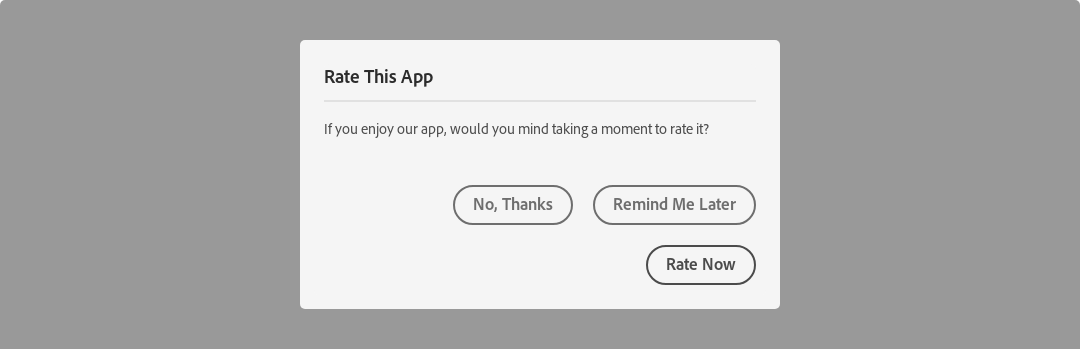 Rate This App
If you enjoy our app, would you mind taking a moment to rate it?
No, Thanks
Remind Me Later
Rate Now